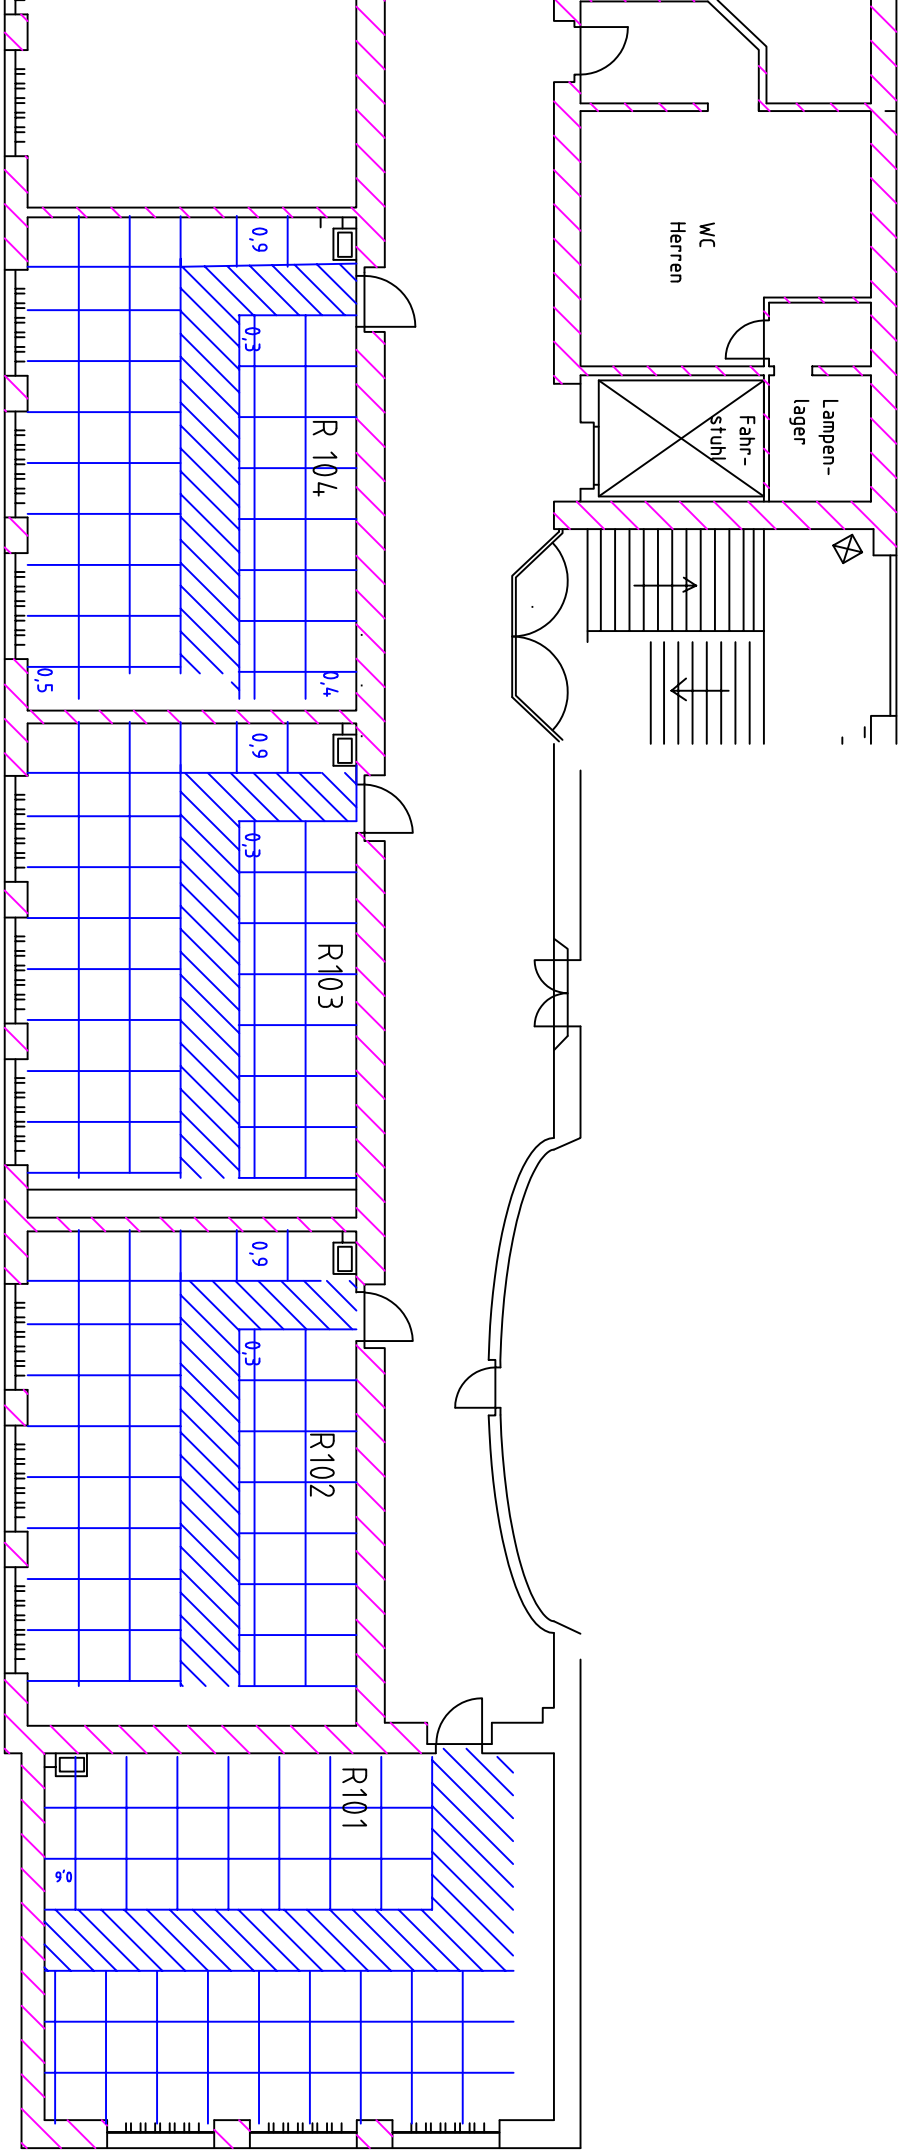 WC
Herren
Lampen-
lager
Fahr-
stuhl
0,9
0,3
R 104
0,5
0,4
0,9
0,3
R103
0,9
0,3
R102
R101
0,6